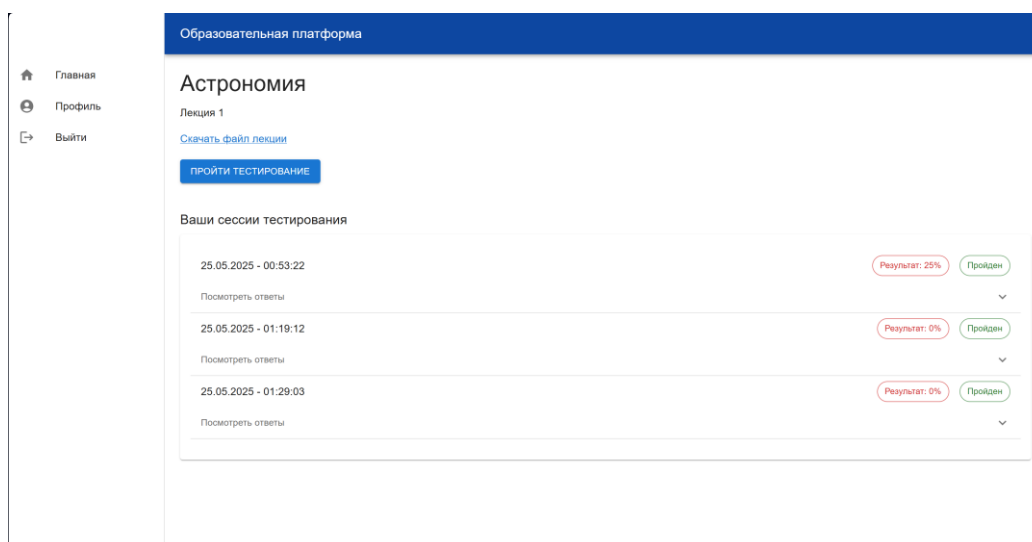 Образовательная платформа
Главная
Профиль
Выйти
Астрономия
Лекция 1
Скачать файл лекции
ПРОЙТИ ТЕСТИРОВАНИЕ
Ваши сессии тестирования
25.05.2025 - 00:53:22 Результат: 25% Пройден
Посмотреть ответы
25.05.2025 - 01:19:12 Результат: 0% Пройден
Посмотреть ответы
25.05.2025 - 01:29:03 Результат: 0% Пройден
Посмотреть ответы